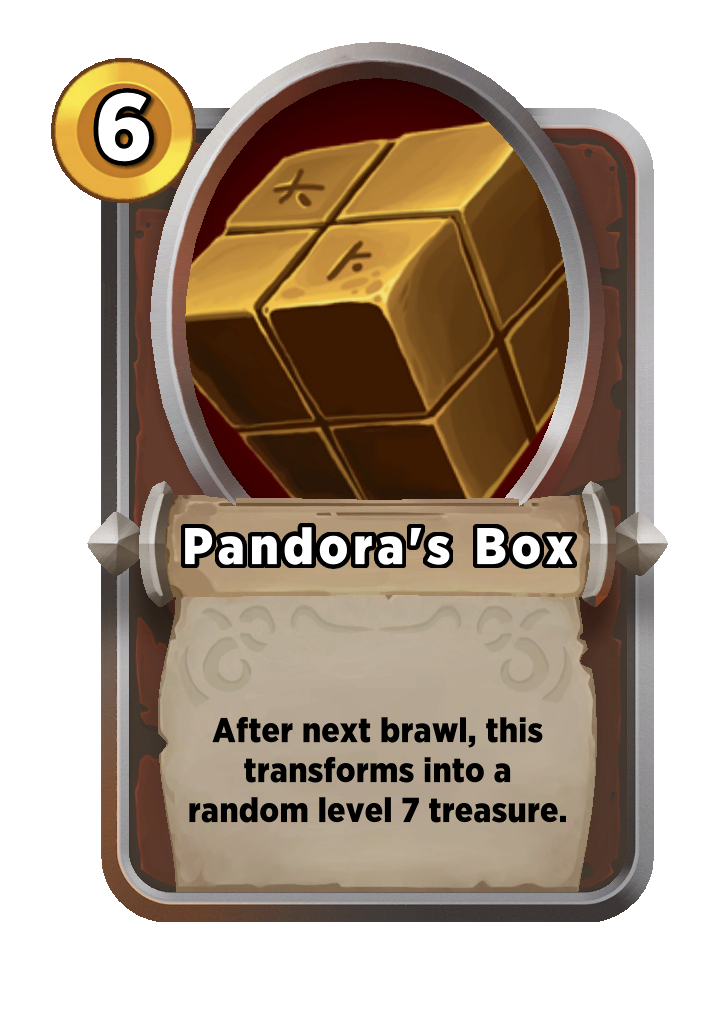 6
Pandora's Box
After next brawl, this
transforms into a
random level 7 treasure.